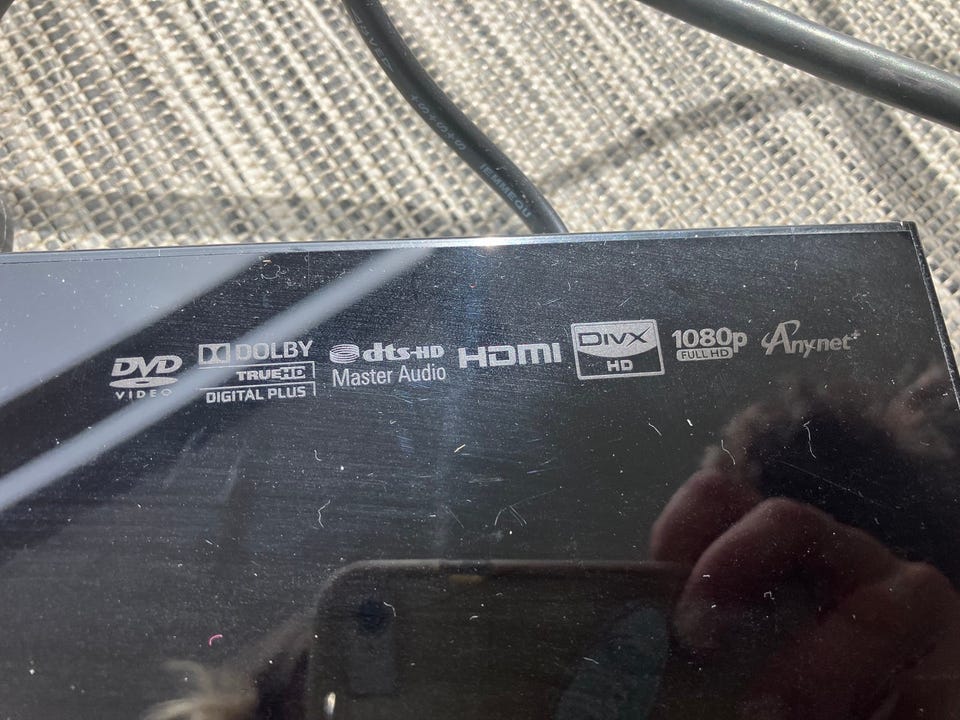 DVD
VIDEO
DOLBY
TRUEHD
DIGITAL PLUS
dts-HD
Master Audio
HDMI
DIVX
HD
1080p
FULL HD
Anynet+